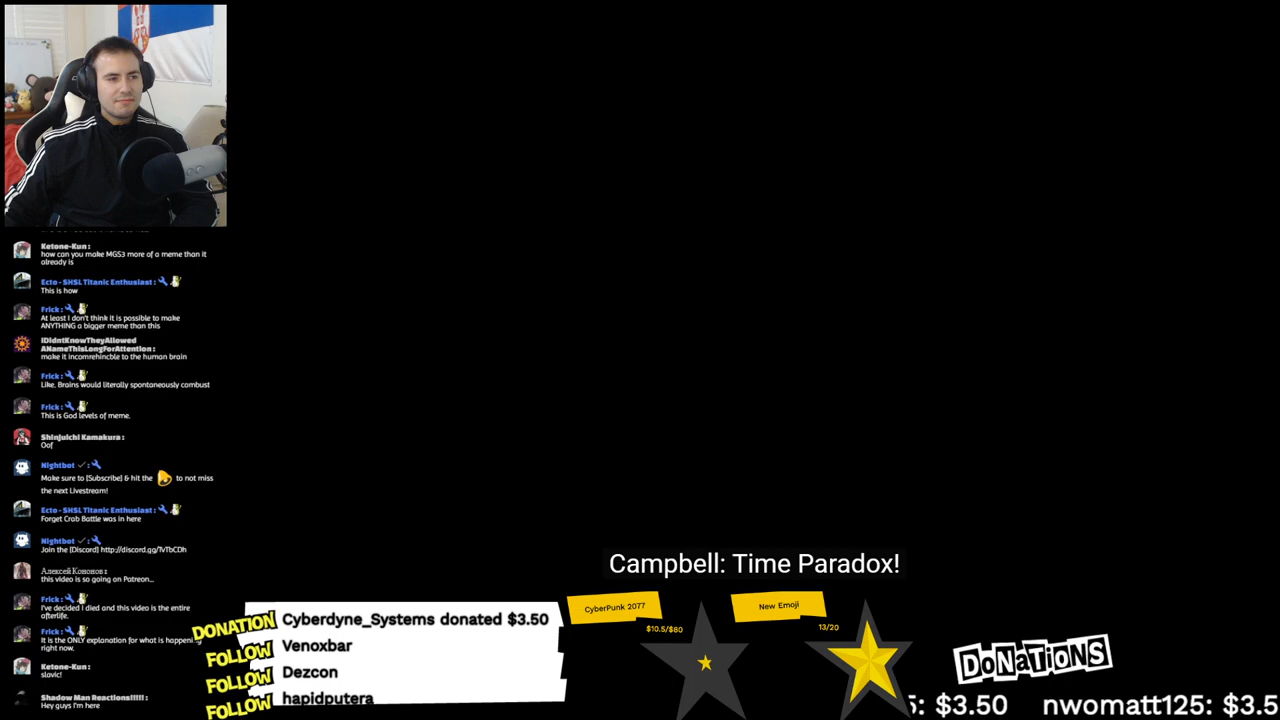 Ketone-Kun :
how can you make MGS3 more of a meme than it
already is
Ecto - SHSL Titanic Enthusiast :
This is how
Frick :
At least I don't think it is possible to make
ANYTHING a bigger meme than this
IDidntKnowTheyAllowed
ANameThisLongForAttention :
make it incomrehincble to the human brain
Frick :
Like, Brains would literally spontaneously combust
Frick :
This is God levels of meme.
Shinjuichi Kamakura :
Oof
Nightbot ✓ :
Make sure to [Subscribe] & hit the to not miss
the next Livestream!
Ecto - SHSL Titanic Enthusiast :
Forget Crab Battle was in here
Nightbot ✓ :
Join the [Discord] http://discord.gg/TvTbCDh
Алексей Кононов :
this video is so going on Patreon...
Frick :
I've decided I died and this video is the entire
afterlife.
Frick :
It is the ONLY explanation for what is happening
right now.
Ketone-Kun :
slavic!
Shadow Man Reactions!!!!!! :
Hey guys I'm here
Campbell: Time Paradox!
DONATION Cyberdyne_Systems donated $3.50
FOLLOW Venoxbar
FOLLOW Dezcon
FOLLOW hapidputera
CyberPunk 2077
$10.5/$80
New Emoji
13/20
DONATIONS
5: $3.50 nwomatt125: $3.5